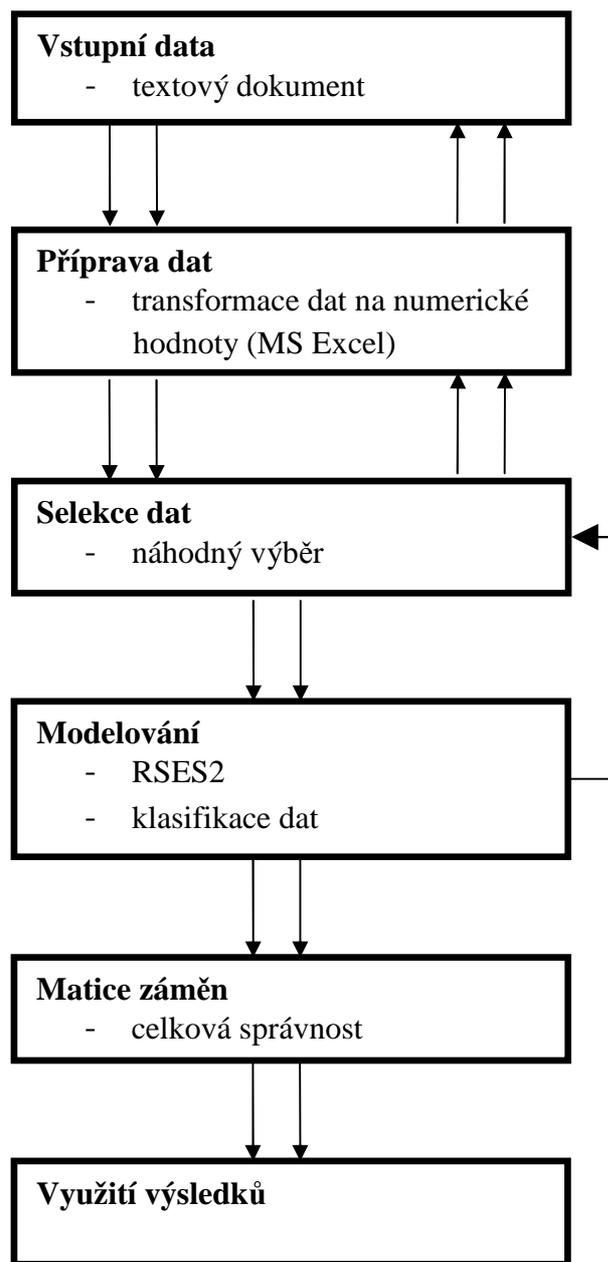 Vstupní data
- textový dokument
Příprava dat
- transformace dat na numerické
hodnoty (MS Excel)
Selekce dat
- náhodný výběr
Modelování
- RSES2
- klasifikace dat
Matice záměn
- celková správnost
Využití výsledků